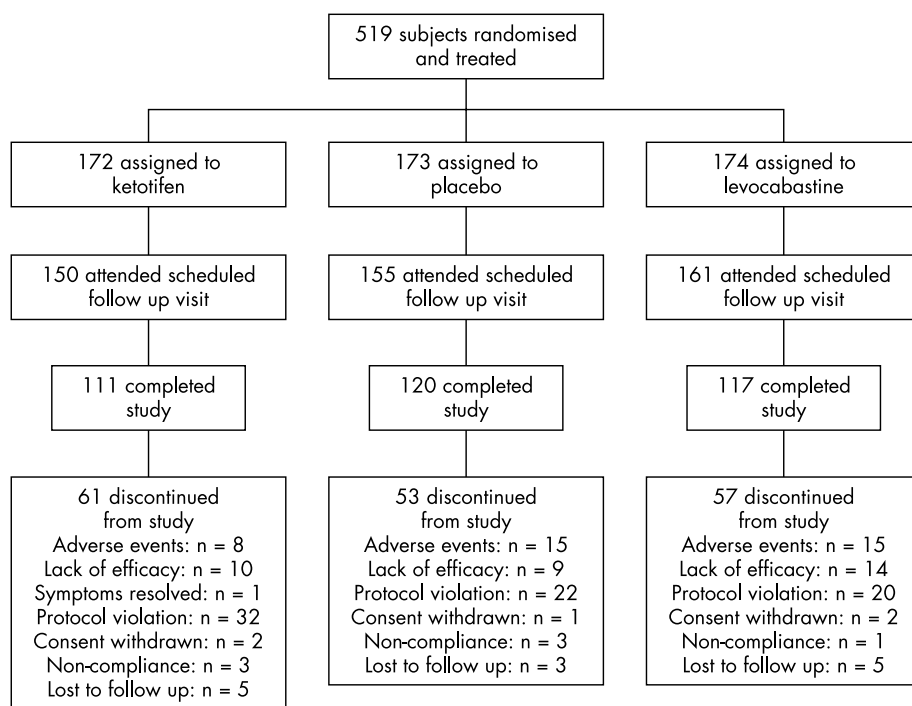 519 subjects randomised
and treated
172 assigned to
ketotifen
173 assigned to
placebo
174 assigned to
levocabastine
150 attended scheduled
follow up visit
155 attended scheduled
follow up visit
161 attended scheduled
follow up visit
111 completed
study
120 completed
study
117 completed
study
61 discontinued
from study
Adverse events: n = 8
Lack of efficacy: n = 10
Symptoms resolved: n = 1
Protocol violation: n = 32
Consent withdrawn: n = 2
Non-compliance: n = 3
Lost to follow up: n = 5
53 discontinued
from study
Adverse events: n = 15
Lack of efficacy: n = 9
Protocol violation: n = 22
Consent withdrawn: n = 1
Non-compliance: n = 3
Lost to follow up: n = 3
57 discontinued
from study
Adverse events: n = 15
Lack of efficacy: n = 14
Protocol violation: n = 20
Consent withdrawn: n = 2
Non-compliance: n = 1
Lost to follow up: n = 5